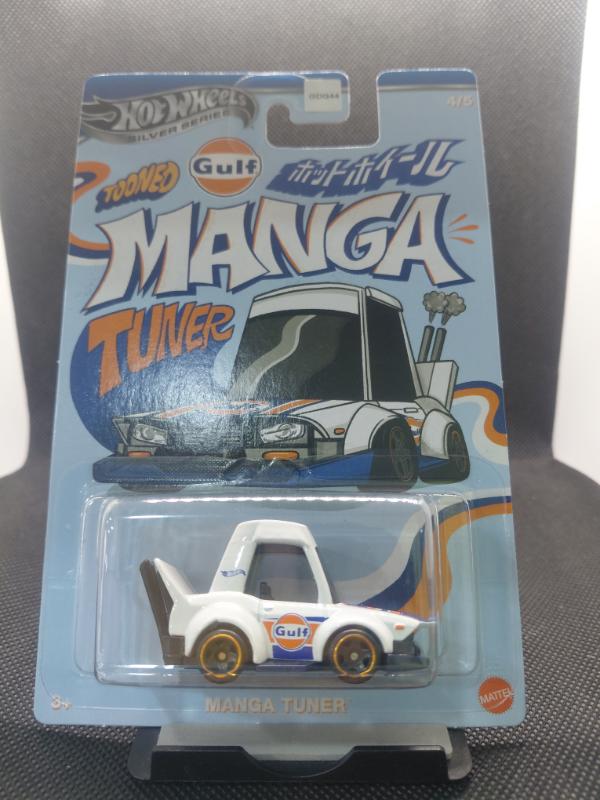 HOT WHEELS
SILVER SERIES
4/5
TOONED
Gulf
ホットホイール
MANGA
TUNER
Gulf
3+
MANGA TUNER
MATTEL